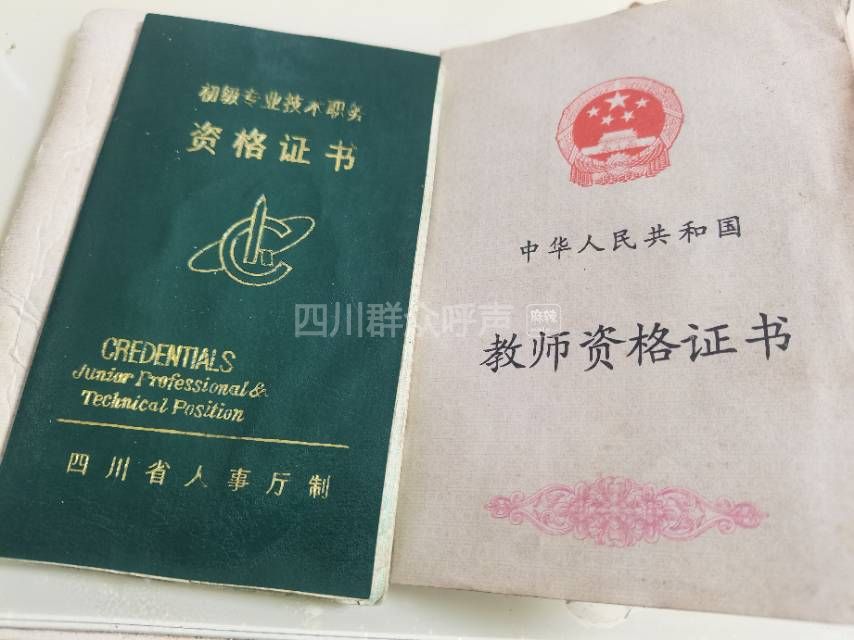 初级专业技术职务
资格证书
CREDENTIALS
Junior Professional &
Technical Position
四川省人事厅制
中华人民共和国
教师资格证书
四川群众呼声
麻辣